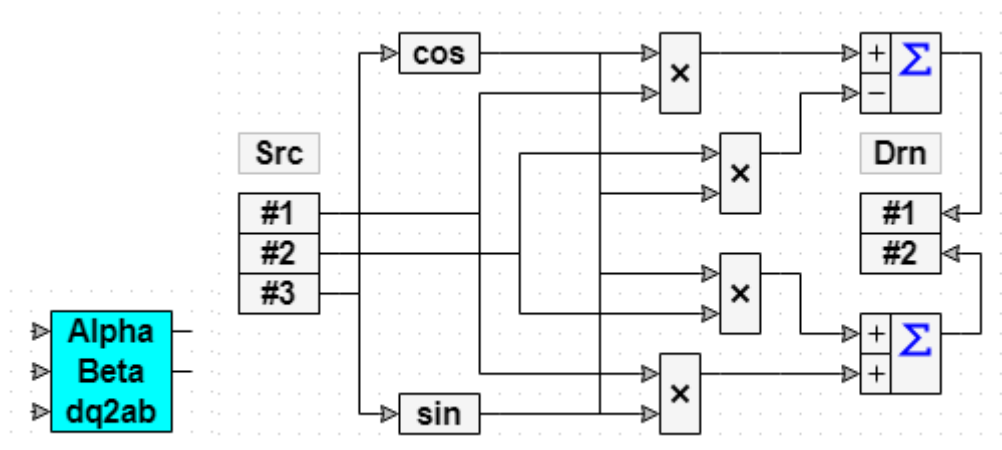 cos
×
+
Σ
−
Src
×
Drn
#1
#1
#2
#2
#3
×
Alpha
+
Σ
Beta
+
×
dq2ab
sin